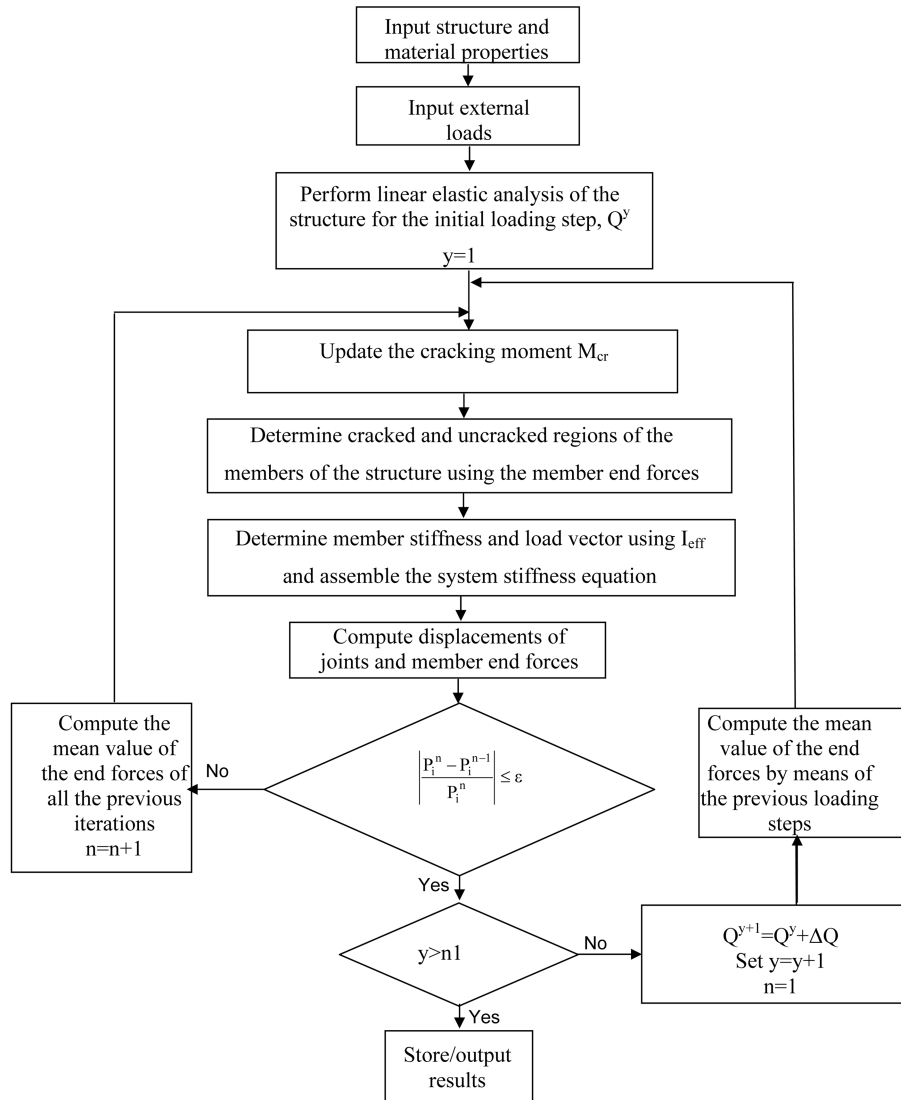 Input structure and
material properties
Input external
loads
Perform linear elastic analysis of the
structure for the initial loading step, Q^y
y=1
Update the cracking moment M_cr
Determine cracked and uncracked regions of the
members of the structure using the member end forces
Determine member stiffness and load vector using I_eff
and assemble the system stiffness equation
Compute displacements of
joints and member end forces
Compute the
mean value of
the end forces of
all the previous
iterations
n=n+1
No
|(P_i^n − P_i^{n−1})/P_i^n| ≤ ε
Compute the mean
value of the end
forces by means of
the previous loading
steps
Yes
y>n1
No
Q^{y+1}=Q^y+ΔQ
Set y=y+1
n=1
Yes
Store/output
results